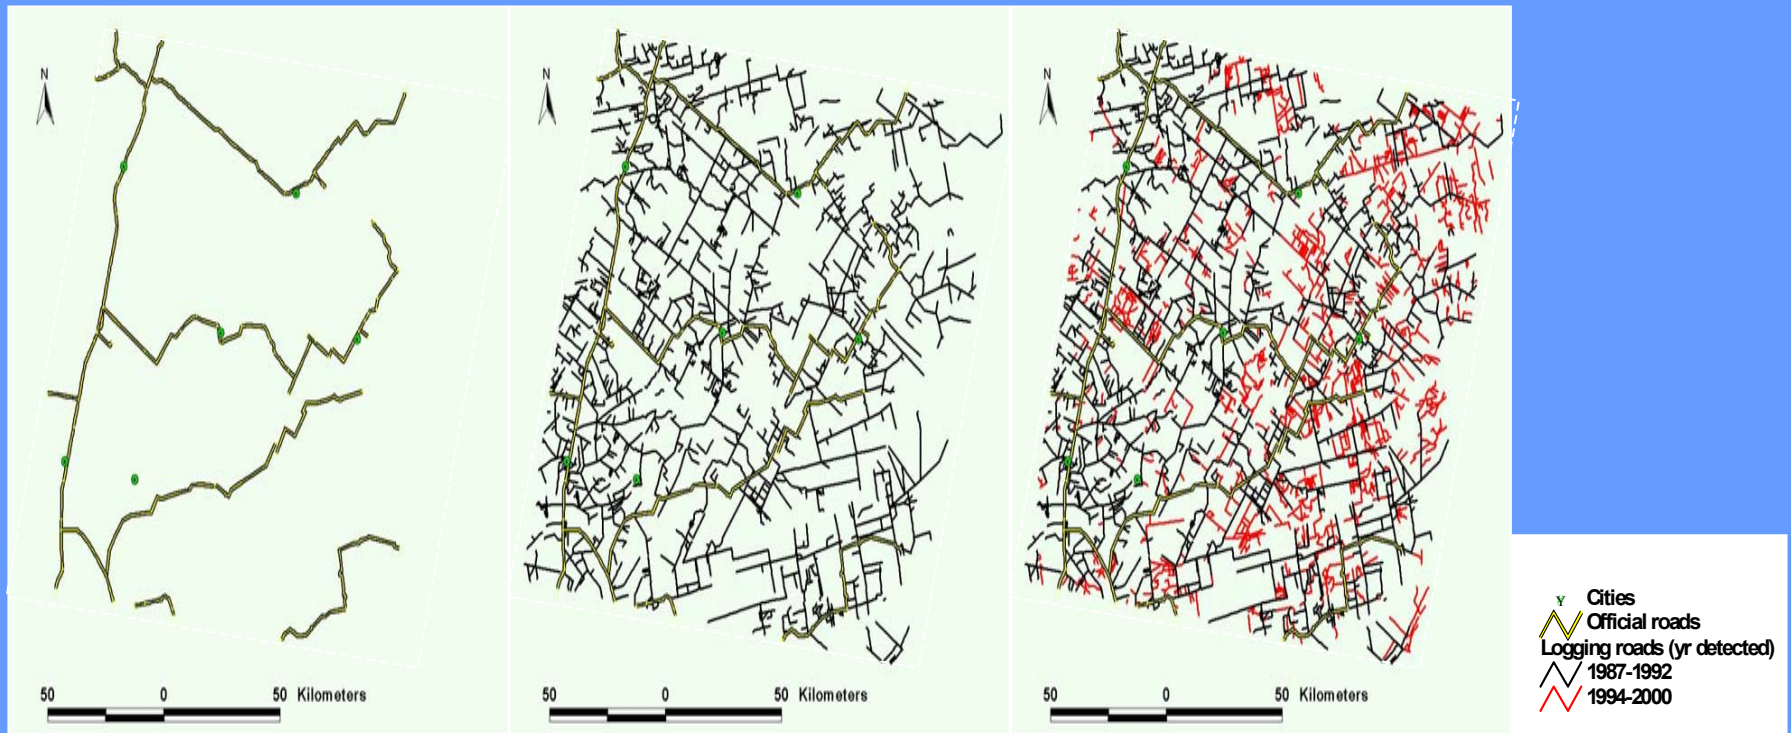 N
N
N
50 0 50 Kilometers
50 0 50 Kilometers
50 0 50 Kilometers
Cities
Official roads
Logging roads (yr detected)
1987-1992
1994-2000